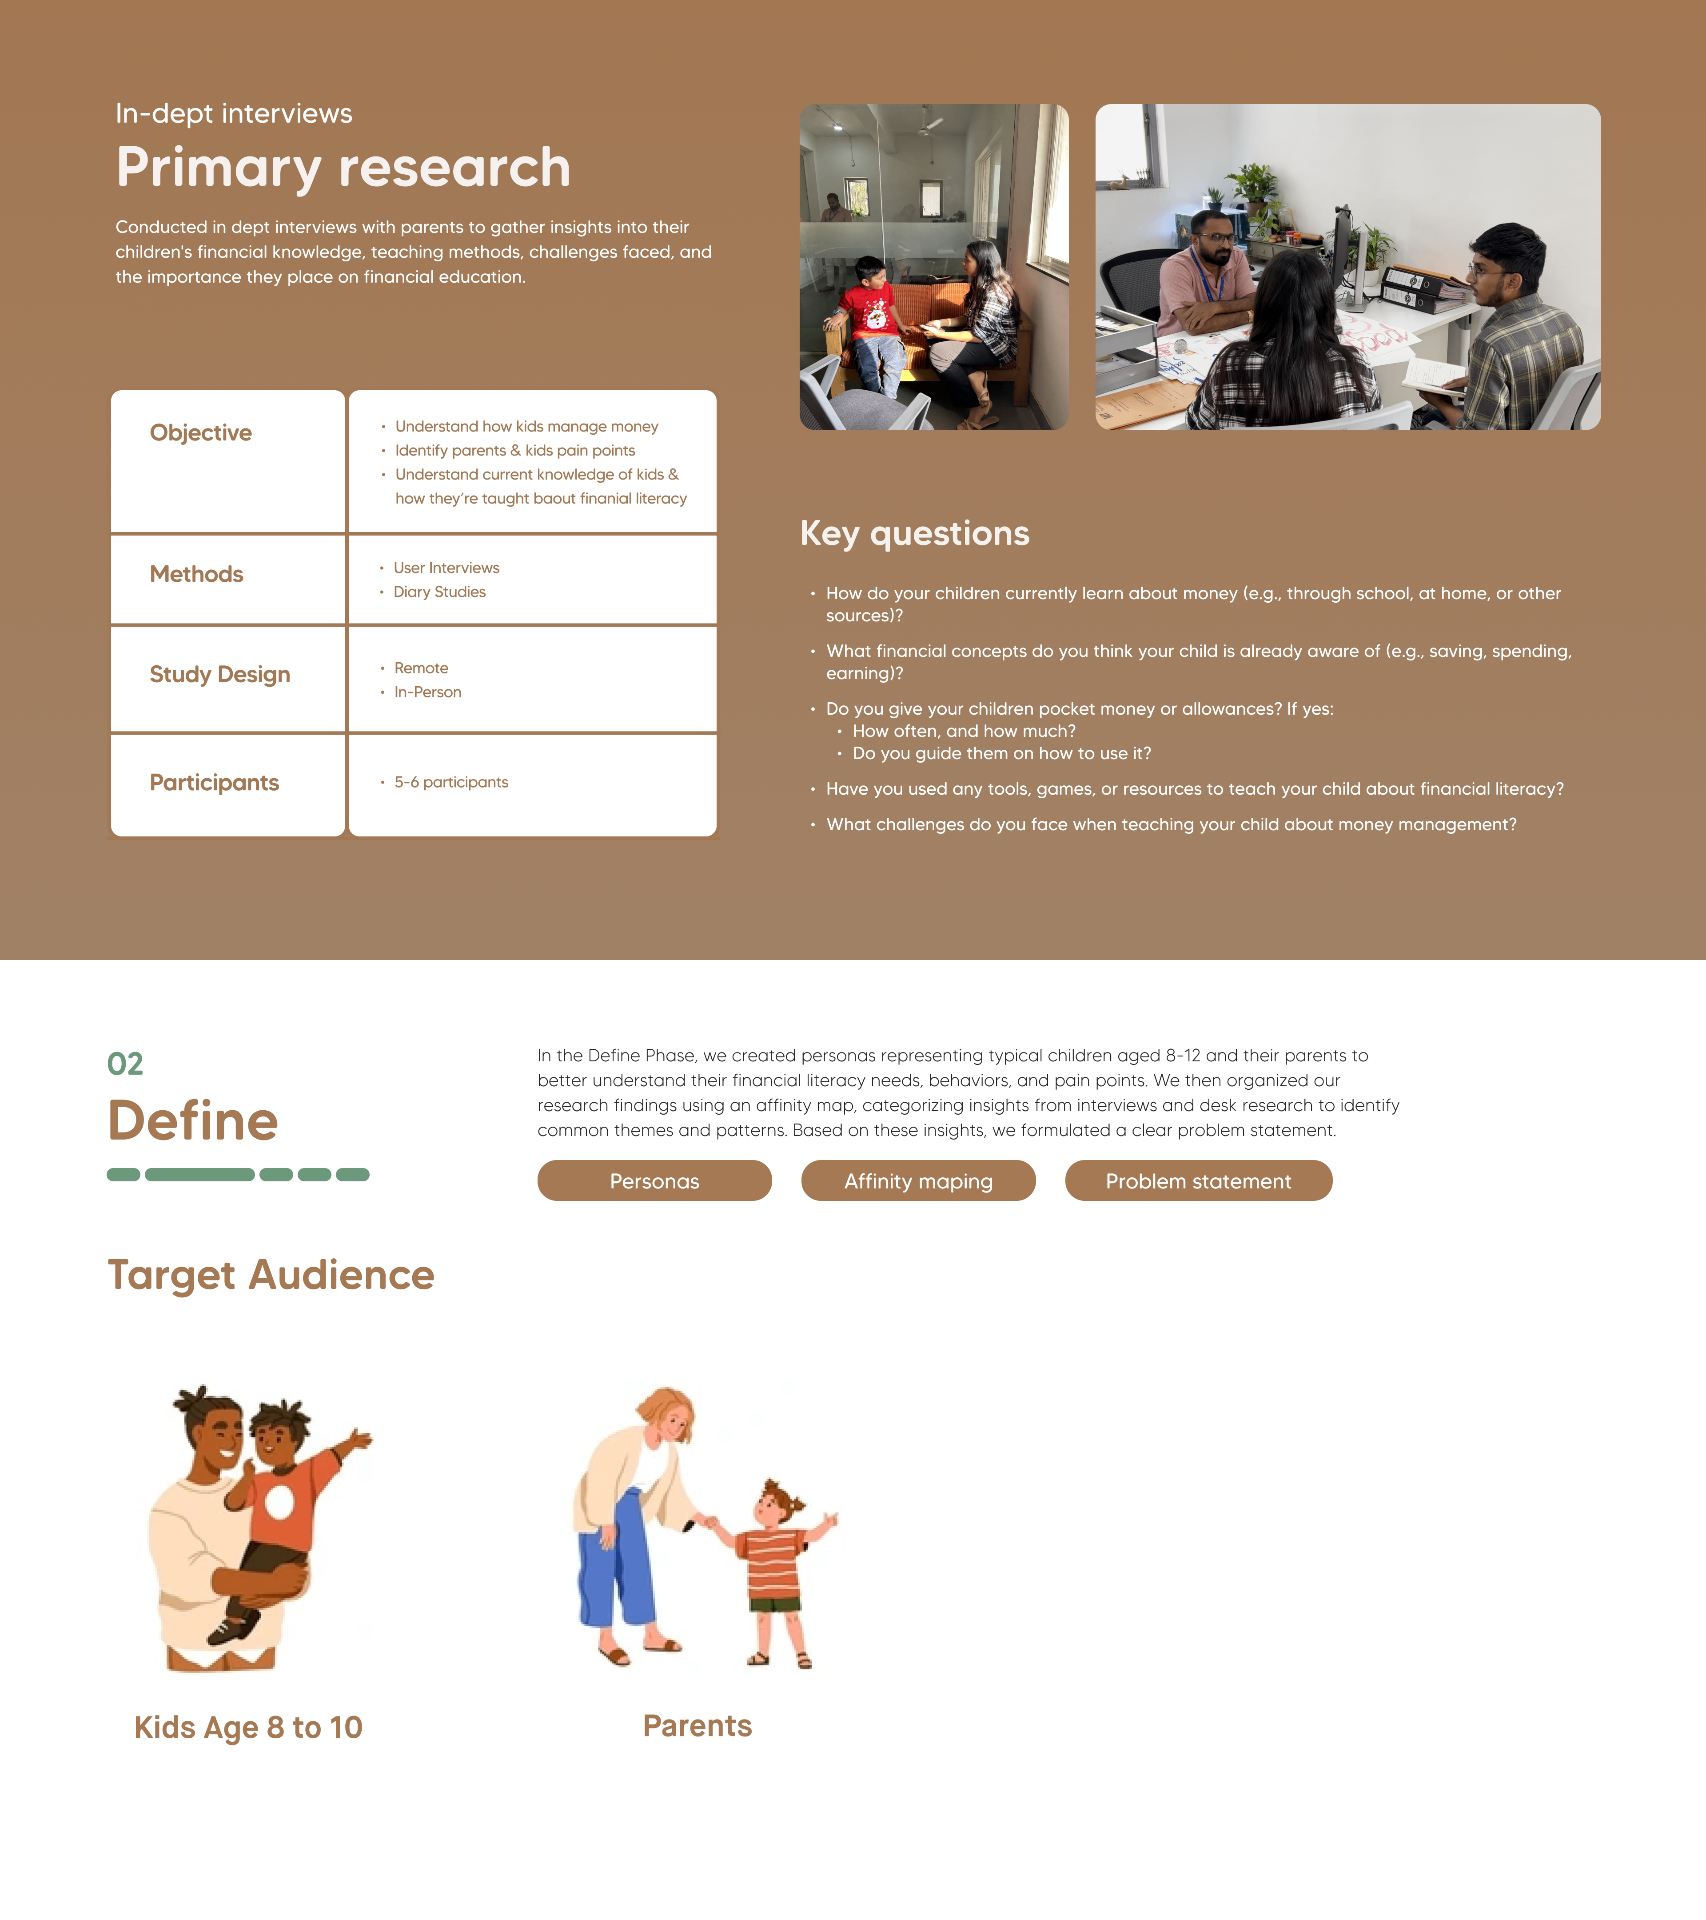 In-dept interviews
Primary research
Conducted in dept interviews with parents to gather insights into their
children's financial knowledge, teaching methods, challenges faced, and
the importance they place on financial education.
Objective
• Understand how kids manage money
• Identify parents & kids pain points
• Understand current knowledge of kids &
how they're taught baout finanial literacy
Methods
• User Interviews
• Diary Studies
Study Design
• Remote
• In-Person
Participants
• 5-6 participants
Key questions
• How do your children currently learn about money (e.g., through school, at home, or other
sources)?
• What financial concepts do you think your child is already aware of (e.g., saving, spending,
earning)?
• Do you give your children pocket money or allowances? If yes:
• How often, and how much?
• Do you guide them on how to use it?
• Have you used any tools, games, or resources to teach your child about financial literacy?
• What challenges do you face when teaching your child about money management?
02
Define
In the Define Phase, we created personas representing typical children aged 8-12 and their parents to
better understand their financial literacy needs, behaviors, and pain points. We then organized our
research findings using an affinity map, categorizing insights from interviews and desk research to identify
common themes and patterns. Based on these insights, we formulated a clear problem statement.
Personas
Affinity maping
Problem statement
Target Audience
Kids Age 8 to 10
Parents